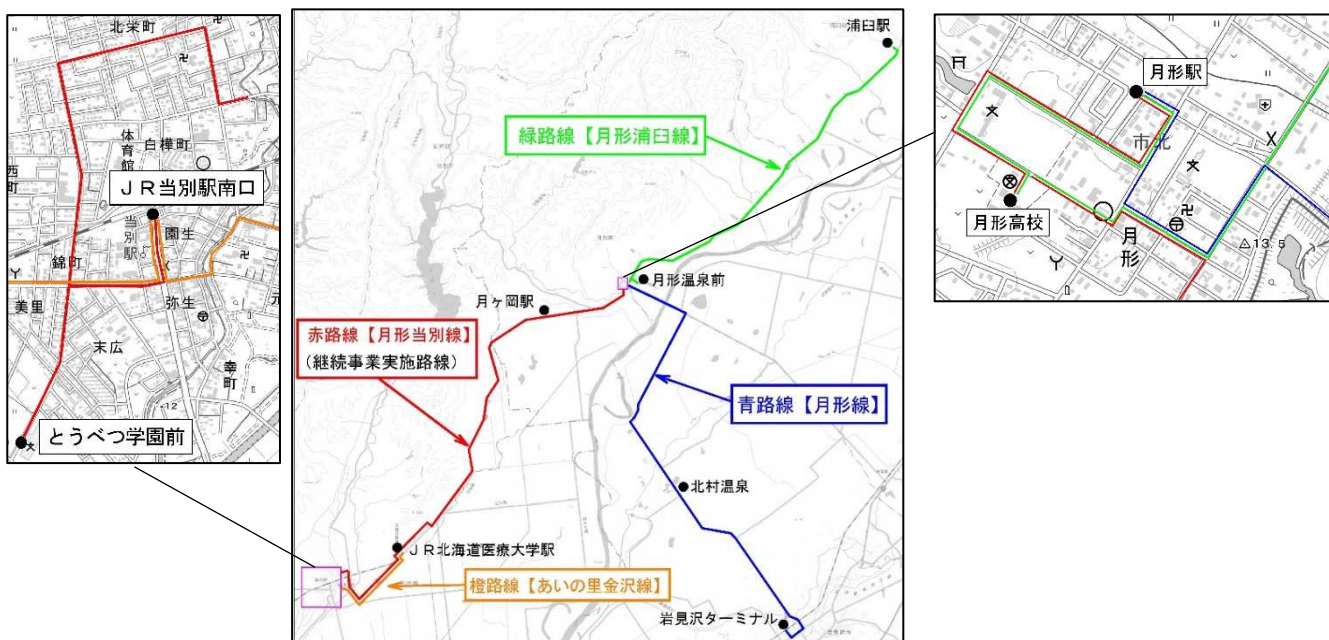 北栄町
体育館
白樺町
西町
JR当別駅南口
当別駅
園生
錦町
美里
弥生
元
末広
幸町
・12
とうべつ学園前
浦臼駅
緑路線【月形浦臼線】
月形温泉前
月ヶ岡駅
赤路線【月形当別線】
(継続事業実施路線)
青路線【月形線】
北村温泉
JR北海道医療大学駅
橙路線【あいの里金沢線】
岩見沢ターミナル
月形駅
市北
月形高校
月形
△13.5